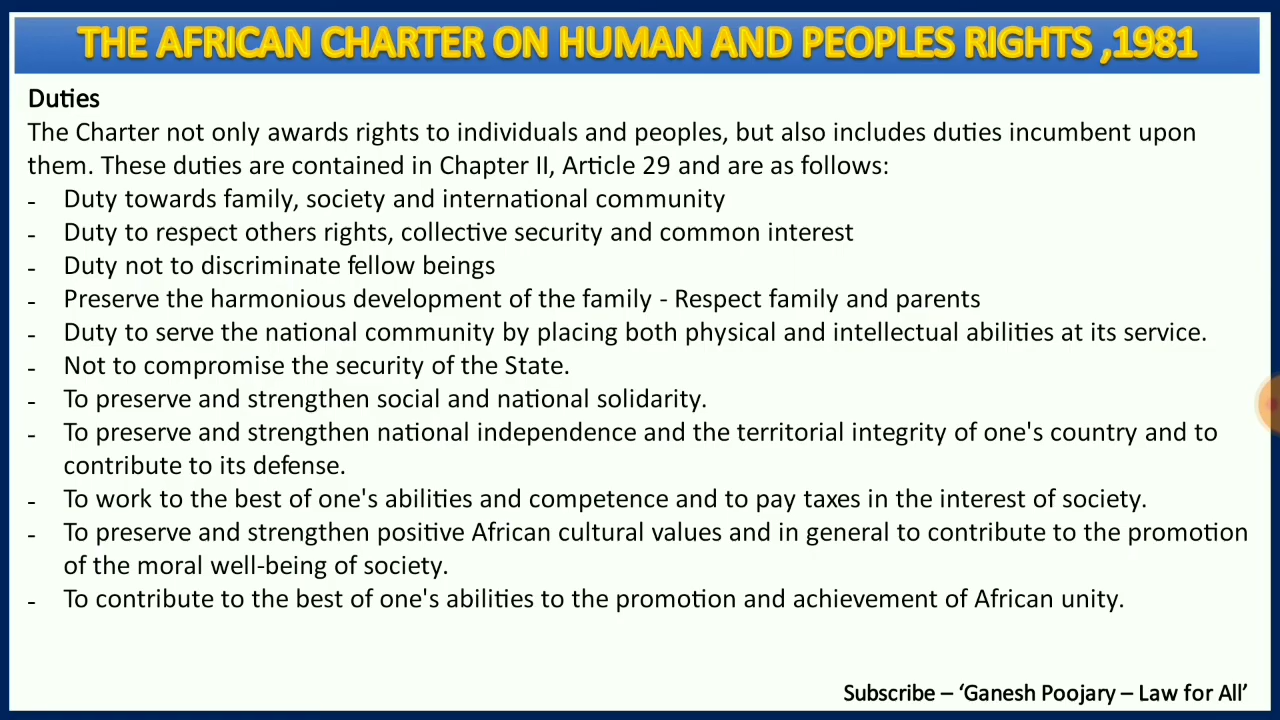 THE AFRICAN CHARTER ON HUMAN AND PEOPLES RIGHTS ,1981
Duties
The Charter not only awards rights to individuals and peoples, but also includes duties incumbent upon
them. These duties are contained in Chapter II, Article 29 and are as follows:
- Duty towards family, society and international community
- Duty to respect others rights, collective security and common interest
- Duty not to discriminate fellow beings
- Preserve the harmonious development of the family - Respect family and parents
- Duty to serve the national community by placing both physical and intellectual abilities at its service.
- Not to compromise the security of the State.
- To preserve and strengthen social and national solidarity.
- To preserve and strengthen national independence and the territorial integrity of one's country and to
contribute to its defense.
- To work to the best of one's abilities and competence and to pay taxes in the interest of society.
- To preserve and strengthen positive African cultural values and in general to contribute to the promotion
of the moral well-being of society.
- To contribute to the best of one's abilities to the promotion and achievement of African unity.
Subscribe – ‘Ganesh Poojary – Law for All’